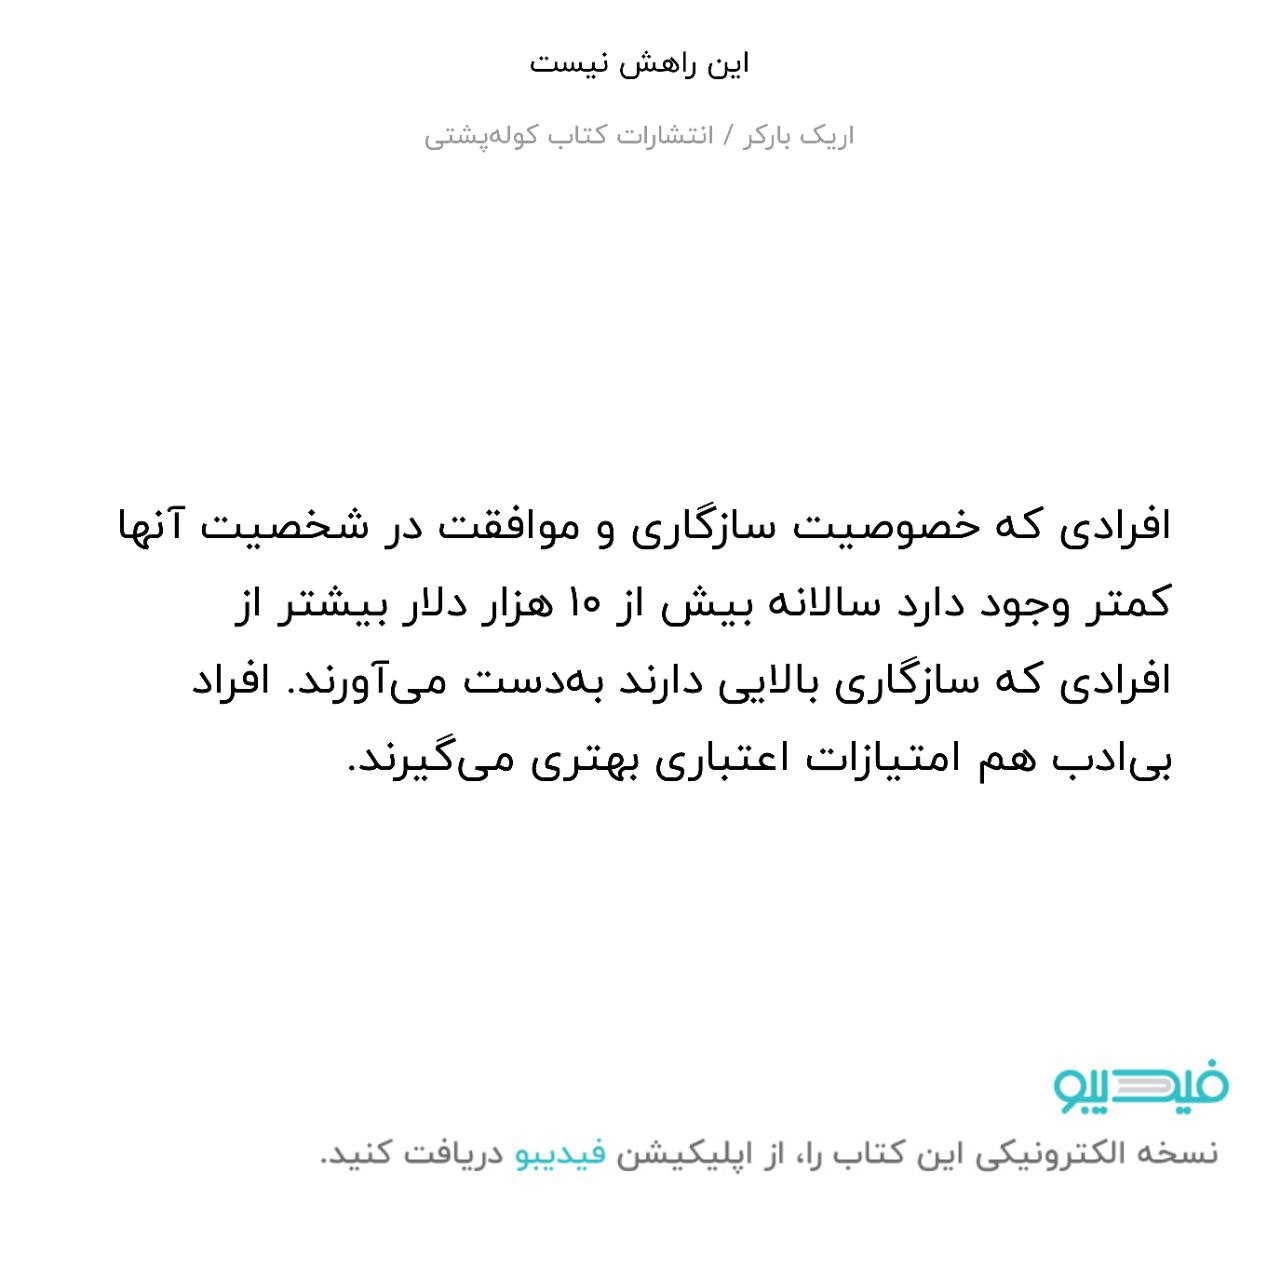 این راهش نیست
اریک بارکر / انتشارات کتاب کوله‌پشتی
افرادی که خصوصیت سازگاری و موافقت در شخصیت آنها
کمتر وجود دارد سالانه بیش از ۱۰ هزار دلار بیشتر از
افرادی که سازگاری بالایی دارند به‌دست می‌آورند. افراد
بی‌ادب هم امتیازات اعتباری بهتری می‌گیرند.
فیدیبو
نسخه الکترونیکی این کتاب را، از اپلیکیشن فیدیبو دریافت کنید.